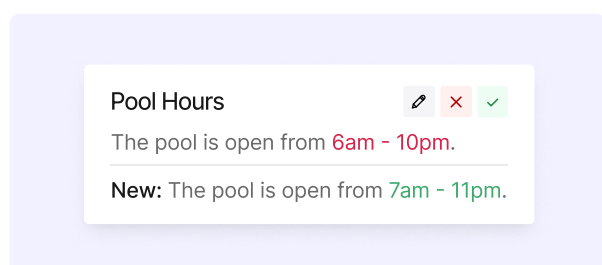 Pool Hours
The pool is open from 6am - 10pm.
New: The pool is open from 7am - 11pm.